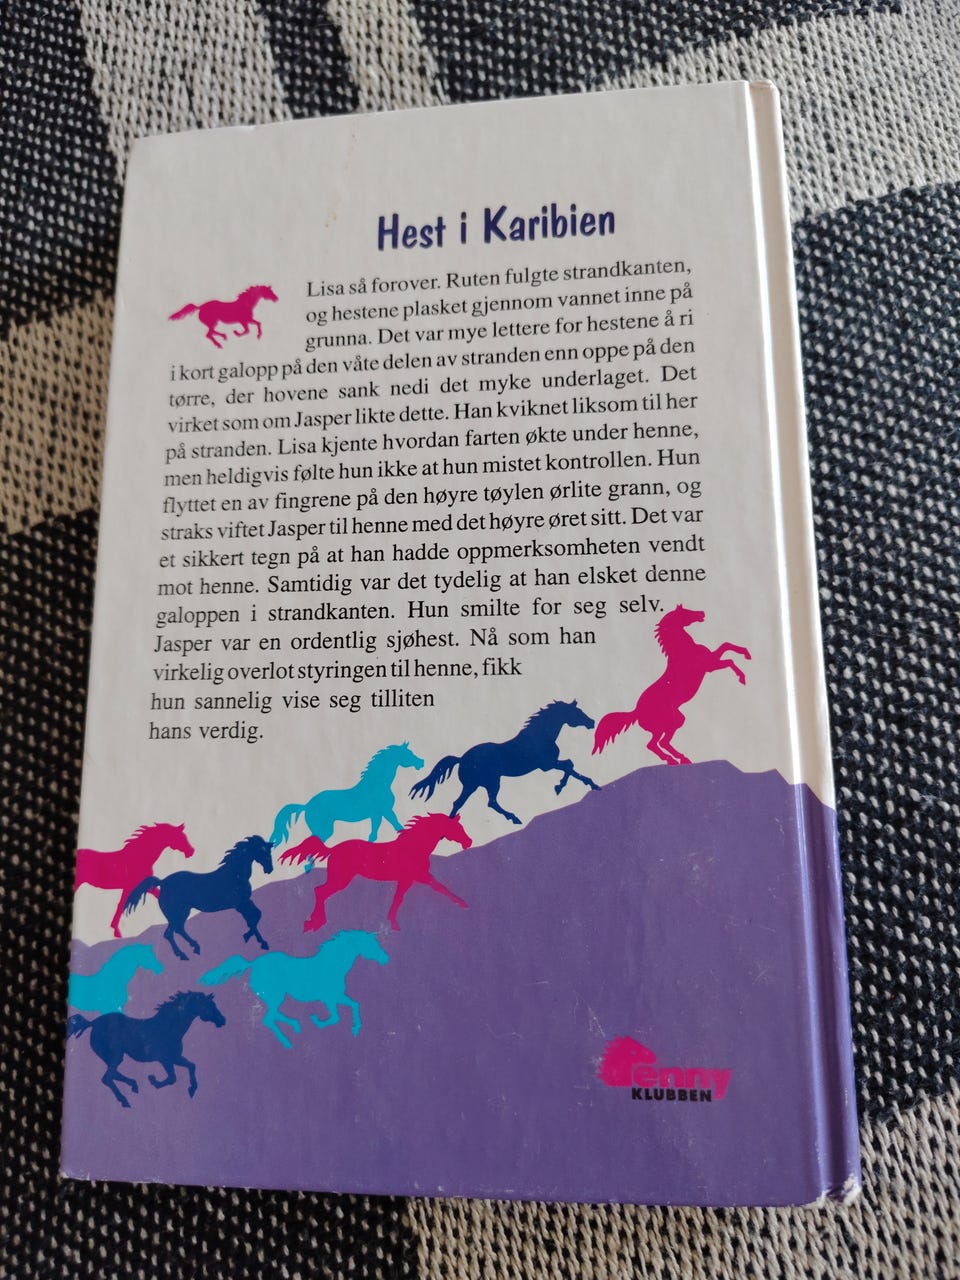 Hest i Karibien
Lisa så forover. Ruten fulgte strandkanten,
og hestene plasket gjennom vannet inne på
grunna. Det var mye lettere for hestene å ri
i kort galopp på den våte delen av stranden enn oppe på den
tørre, der hovene sank nedi det myke underlaget. Det
virket som om Jasper likte dette. Han kviknet liksom til her
på stranden. Lisa kjente hvordan farten økte under henne,
men heldigvis følte hun ikke at hun mistet kontrollen. Hun
flyttet en av fingrene på den høyre tøylen ørlite grann, og
straks viftet Jasper til henne med det høyre øret sitt. Det var
et sikkert tegn på at han hadde oppmerksomheten vendt
mot henne. Samtidig var det tydelig at han elsket denne
galoppen i strandkanten. Hun smilte for seg selv.
Jasper var en ordentlig sjøhest. Nå som han
virkelig overlot styringen til henne, fikk
hun sannelig vise seg tilliten
hans verdig.
Penny
KLUBBEN